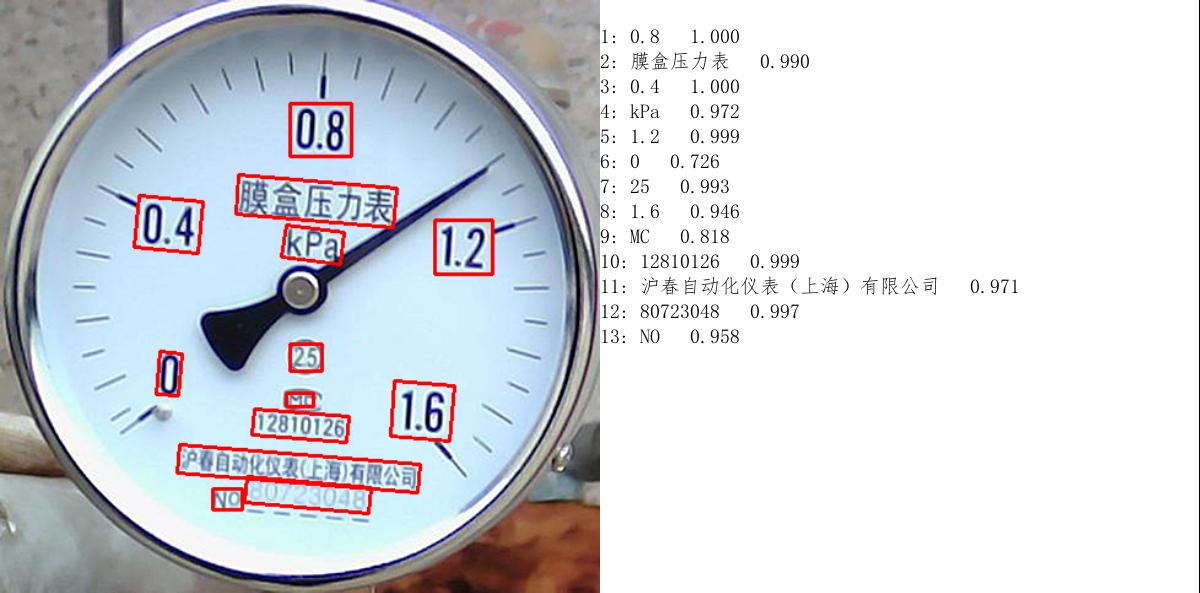 0.8
膜盒压力表
0.4
kPa
1.2
0
25
1.6
MC
12810126
沪春自动化仪表(上海)有限公司
NO 80723048
1: 0.8 1.000
2: 膜盒压力表 0.990
3: 0.4 1.000
4: kPa 0.972
5: 1.2 0.999
6: 0 0.726
7: 25 0.993
8: 1.6 0.946
9: MC 0.818
10: 12810126 0.999
11: 沪春自动化仪表（上海）有限公司 0.971
12: 80723048 0.997
13: NO 0.958